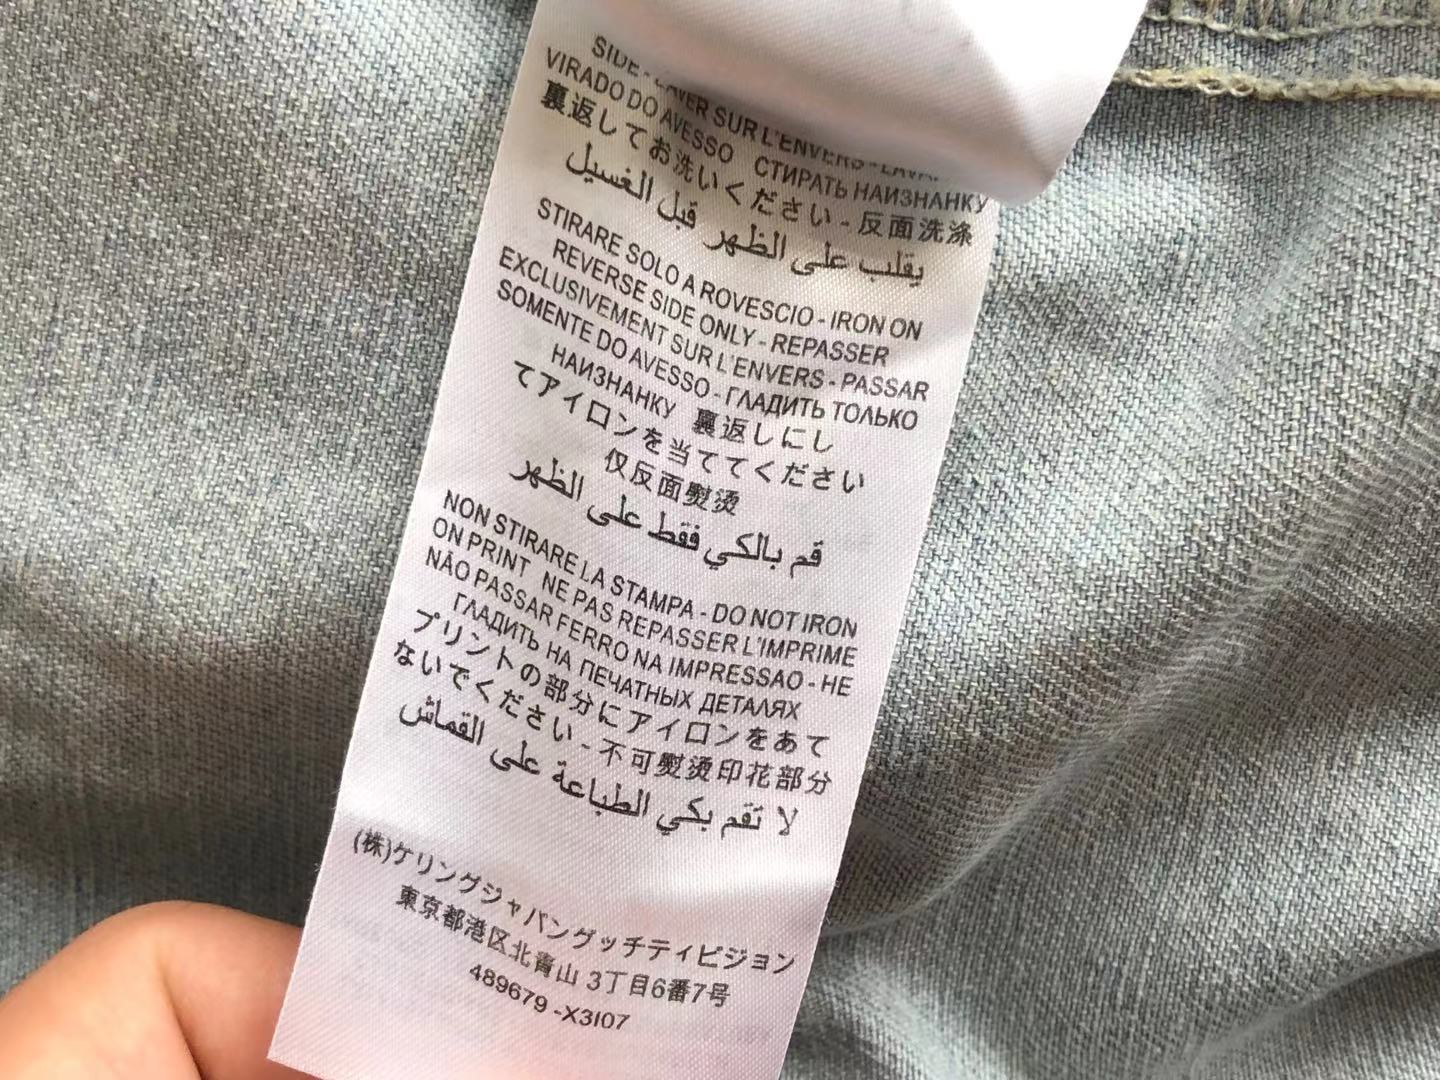 SIDE - LAVER SUR L'ENVERS - LAVAR
VIRADO DO AVESSO СТИРАТЬ НАИЗНАНКУ
裏返してお洗いください - 反面洗涤
يقلب على الظهر قبل الغسيل
STIRARE SOLO A ROVESCIO - IRON ON
REVERSE SIDE ONLY - REPASSER
EXCLUSIVEMENT SUR L'ENVERS - PASSAR
SOMENTE DO AVESSO - ГЛАДИТЬ ТОЛЬКО
НАИЗНАНКУ 裏返しにし
てアイロンを当ててください
仅反面熨烫
قم بالكي فقط على الظهر
NON STIRARE LA STAMPA - DO NOT IRON
ON PRINT NE PAS REPASSER L'IMPRIME
NÃO PASSAR FERRO NA IMPRESSAO - НЕ
ГЛАДИТЬ НА ПЕЧАТНЫХ ДЕТАЛЯХ
プリントの部分にアイロンをあて
ないでください - 不可熨烫印花部分
لا تقم بكي الطباعة على القماش
(株)ケリングジャパングッチディビジョン
東京都港区北青山 3丁目6番7号
489679 -X3I07